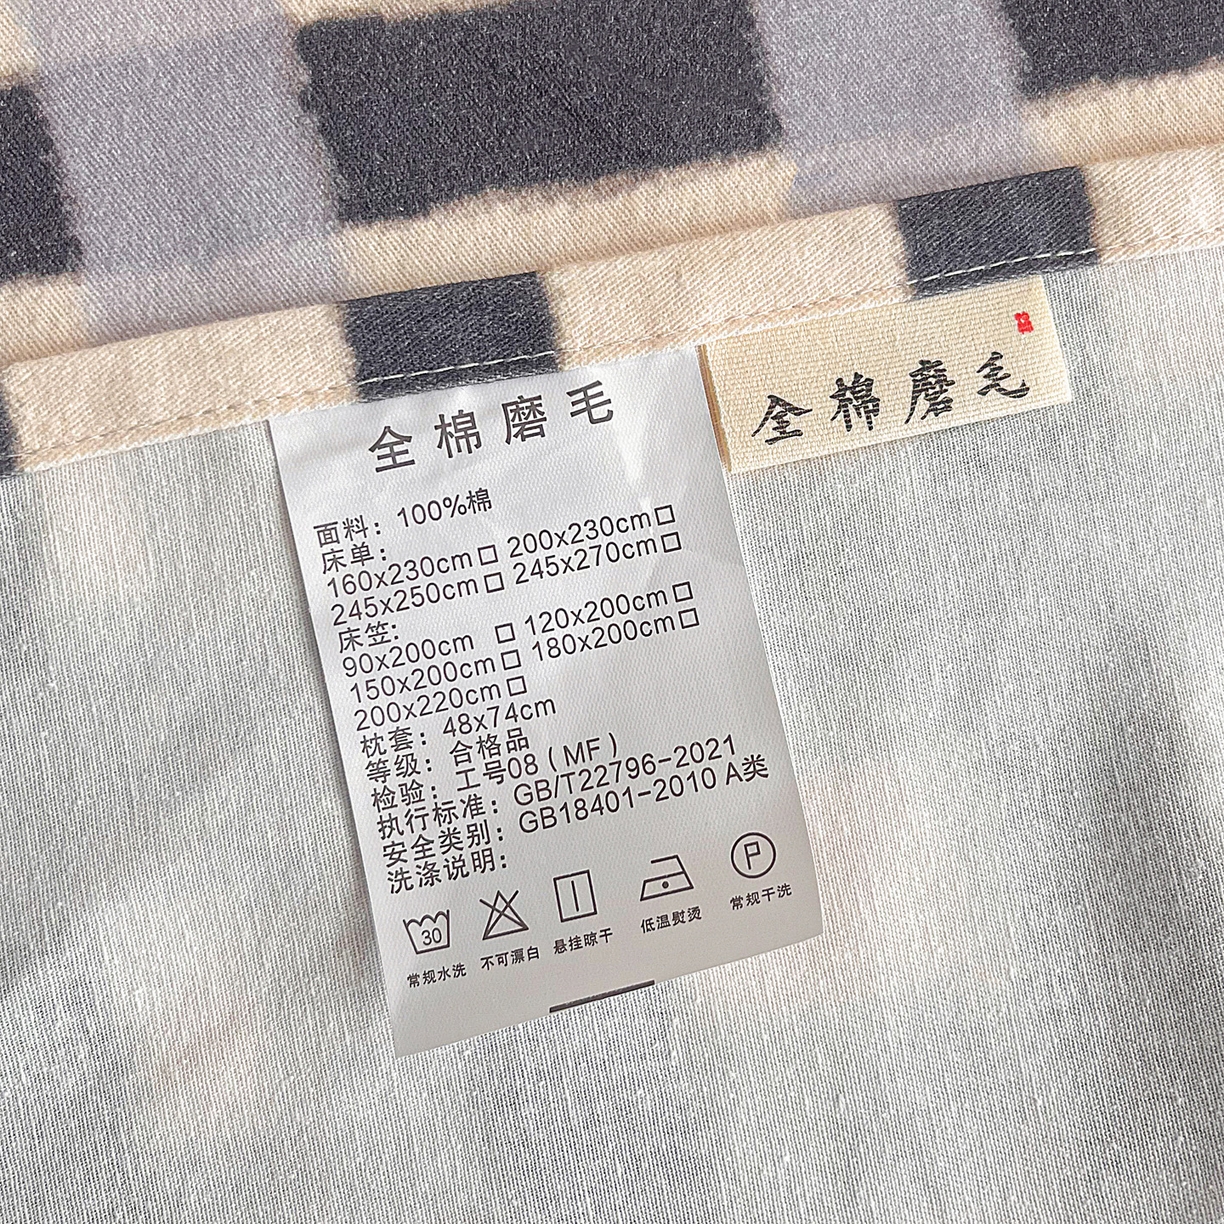 全棉磨毛
面料：100%棉
床单：
160x230cm□ 200x230cm□
245x250cm□ 245x270cm□
床笠:
90x200cm □ 120x200cm□
150x200cm□ 180x200cm□
200x220cm□
枕套：48x74cm
等级：合格品
检验：工号08（MF）
执行标准：GB/T22796-2021
安全类别：GB18401-2010 A类
洗涤说明：
30 P
常规水洗 不可漂白 悬挂晾干 低温熨烫 常规干洗
全棉磨毛